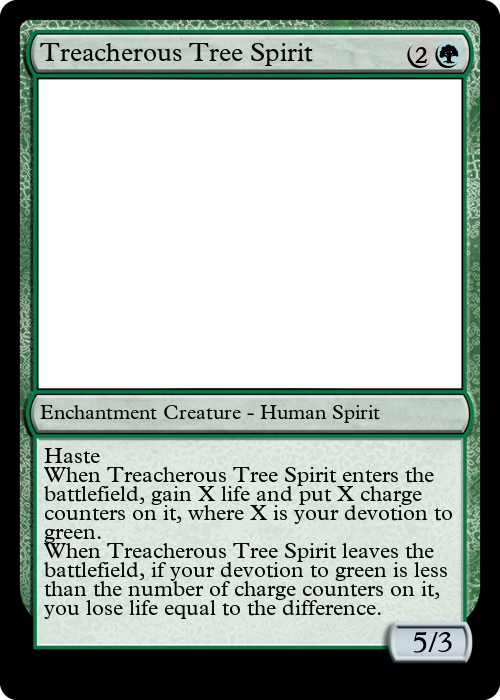 Treacherous Tree Spirit 2
Enchantment Creature - Human Spirit
Haste
When Treacherous Tree Spirit enters the
battlefield, gain X life and put X charge
counters on it, where X is your devotion to
green.
When Treacherous Tree Spirit leaves the
battlefield, if your devotion to green is less
than the number of charge counters on it,
you lose life equal to the difference.
5/3